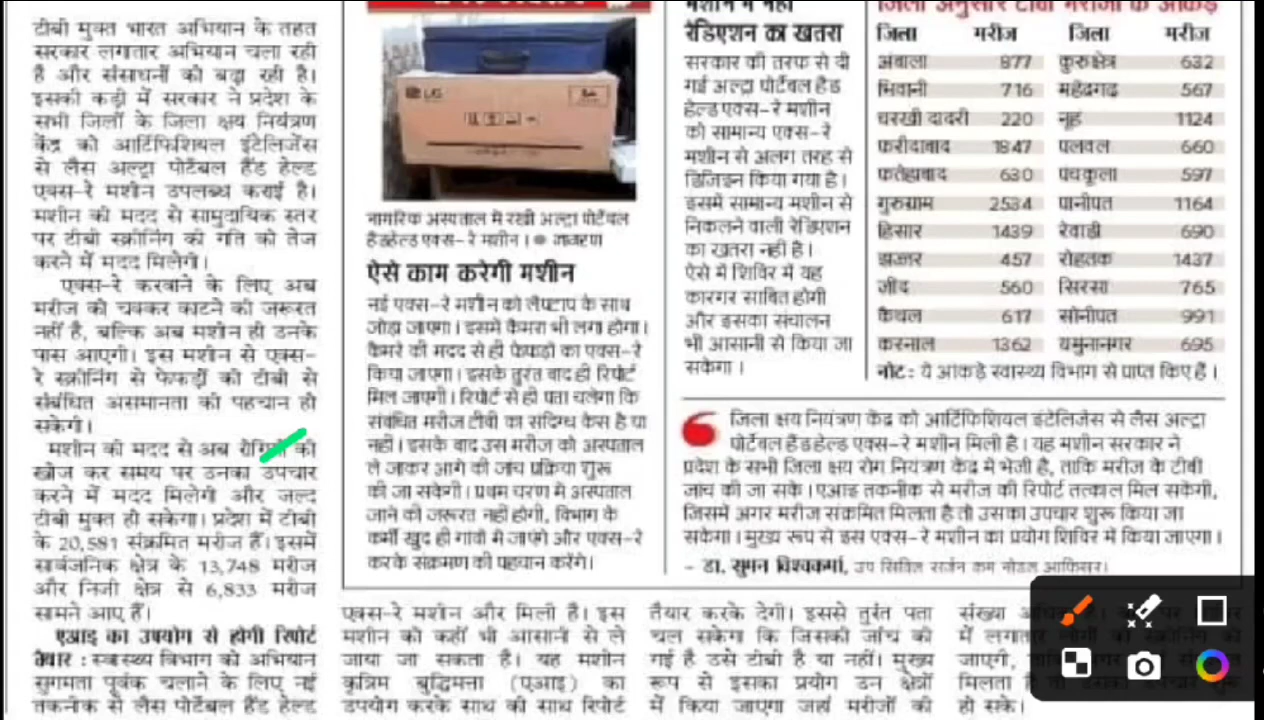 टीबी मुक्त भारत अभियान के तहत
सरकार लगातार अभियान चला रही
है और संसाधनों को बढ़ा रही है।
इसकी कड़ी में सरकार ने प्रदेश के
सभी जिलों के जिला क्षय नियंत्रण
केंद्र को आर्टिफिशियल इंटेलिजेंस
से लैस अल्ट्रा पोर्टेबल हैंड हेल्ड
एक्स-रे मशीन उपलब्ध कराई है।
मशीन की मदद से सामुदायिक स्तर
पर टीबी स्क्रीनिंग की गति को तेज
करने में मदद मिलेगी।
एक्स-रे करवाने के लिए अब
मरीज को चक्कर काटने की जरूरत
नहीं है, बल्कि अब मशीन ही उनके
पास आएगी। इस मशीन से एक्स-
रे स्क्रीनिंग से फेफड़ों की टीबी से
संबंधित असमानता की पहचान हो
सकेगी।
मशीन की मदद से अब की
खोज कर समय पर उनका उपचार
करने में मदद मिलेगी और जल्द
टीबी मुक्त हो सकेगा। प्रदेश में टीबी
के 20,581 संक्रमित मरीज हैं। इसमें
सार्वजनिक क्षेत्र के 13,748 मरीज
और निजी क्षेत्र से 6,833 मरीज
सामने आए हैं।
एआइ का उपयोग से होगी रिपोर्ट
तैयार : स्वास्थ्य विभाग को अभियान
सुगमता पूर्वक चलाने के लिए नई
तकनीक से लैस पोर्टेबल हैंड हेल्ड
LG
नागरिक अस्पताल में रखी अल्ट्रा पोर्टेबल
हैंडहेल्ड एक्स-रे मशीन। ● जागरण
ऐसे काम करेगी मशीन
नई एक्स-रे मशीन को लैपटाप के साथ
जोड़ा जाएगा। इसमें कैमरा भी लगा होगा।
कैमरे की मदद से ही फेफड़ों का एक्स-रे
किया जाएगा। इसके तुरंत बाद ही रिपोर्ट
मिल जाएगी। रिपोर्ट से ही पता चलेगा कि
संबंधित मरीज टीबी का संदिग्ध केस है या
नहीं। इसके बाद उस मरीज को अस्पताल
ले जाकर आगे की जांच प्रक्रिया शुरू
की जा सकेगी। प्रथम चरण में अस्पताल
जाने की जरूरत नहीं होगी, विभाग के
कर्मी खुद ही गांवों में जाएंगे और एक्स-रे
करके संक्रमण की पहचान करेंगे।
मशीन में नहीं
रेडिएशन का खतरा
सरकार की तरफ से दी
गई अल्ट्रा पोर्टेबल हैंड
हेल्ड एक्स-रे मशीन
को सामान्य एक्स-रे
मशीन से अलग तरह से
डिजिइन किया गया है।
इसमें सामान्य मशीन से
निकलने वाली रेडिएशन
का खतरा नहीं है।
ऐसे में शिविर में यह
कारगर साबित होगी
और इसका संचालन
भी आसानी से किया जा
सकेगा।
जिला अनुसार टीबी मरीजों के आंकड़े
जिला मरीज जिला मरीज
अंबाला 877 कुरुक्षेत्र 632
भिवानी 716 महेंद्रगढ़ 567
चरखी दादरी 220 नूंह 1124
फरीदाबाद 1847 पलवल 660
फतेहाबाद 630 पंचकूला 597
गुरुग्राम 2534 पानीपत 1164
हिसार 1439 रेवाड़ी 690
झज्जर 457 रोहतक 1437
जींद 560 सिरसा 765
कैथल 617 सोनीपत 991
करनाल 1362 यमुनानगर 695
नोट: ये आंकड़े स्वास्थ्य विभाग से प्राप्त किए हैं।
जिला क्षय नियंत्रण केंद्र को आर्टिफिशियल इंटेलिजेंस से लैस अल्ट्रा
पोर्टेबल हैंडहेल्ड एक्स-रे मशीन मिली है। यह मशीन सरकार ने
प्रदेश के सभी जिला क्षय रोग नियंत्रण केंद्र में भेजी है, ताकि मरीज के टीबी
जांच की जा सके। एआइ तकनीक से मरीज की रिपोर्ट तत्काल मिल सकेगी,
जिसमें अगर मरीज संक्रमित मिलता है तो उसका उपचार शुरू किया जा
सकेगा। मुख्य रूप से इस एक्स-रे मशीन का प्रयोग शिविर में किया जाएगा।
- डा. सुमन विश्वकर्मा, उप सिविल सर्जन कम नोडल आफिसर।
एक्स-रे मशीन और मिली है। इस
मशीन को कहीं भी आसानी से ले
जाया जा सकता है। यह मशीन
कृत्रिम बुद्धिमत्ता (एआइ) का
उपयोग करके साथ की साथ रिपोर्ट
तैयार करके देगी। इससे तुरंत पता
चल सकेगा कि जिसकी जांच की
गई है उसे टीबी है या नहीं। मुख्य
रूप से इसका प्रयोग उन क्षेत्रों
में किया जाएगा जहां मरीजों की
संख्या
में लगातार
जाएगी,
मिलता है
हो सके।